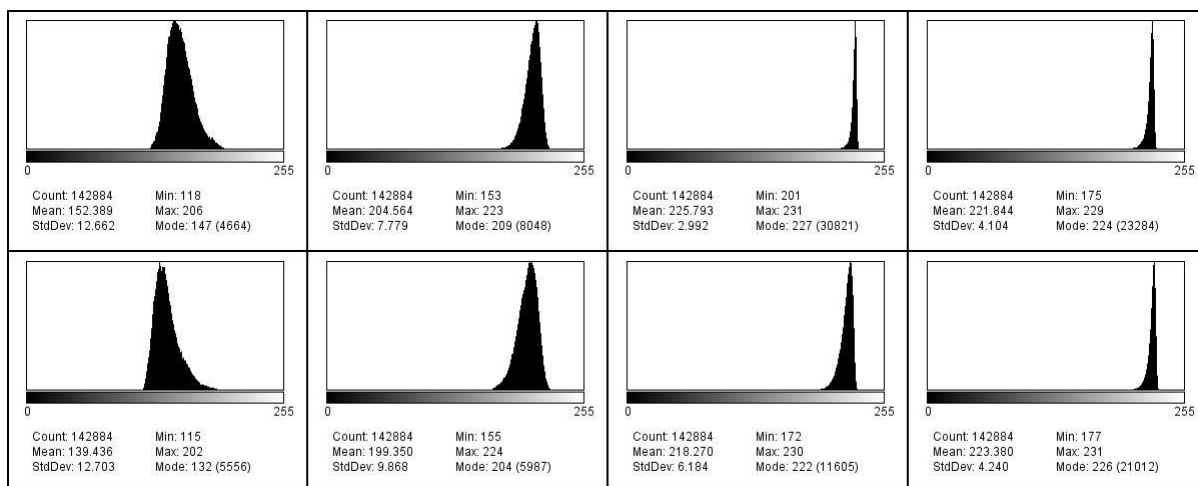 0 255
Count: 142884 Min: 118
Mean: 152.389 Max: 206
StdDev: 12.662 Mode: 147 (4664)
0 255
Count: 142884 Min: 153
Mean: 204.564 Max: 223
StdDev: 7.779 Mode: 209 (8048)
0 255
Count: 142884 Min: 201
Mean: 225.793 Max: 231
StdDev: 2.992 Mode: 227 (30821)
0 255
Count: 142884 Min: 175
Mean: 221.844 Max: 229
StdDev: 4.104 Mode: 224 (23284)
0 255
Count: 142884 Min: 115
Mean: 139.436 Max: 202
StdDev: 12.703 Mode: 132 (5556)
0 255
Count: 142884 Min: 155
Mean: 199.350 Max: 224
StdDev: 9.868 Mode: 204 (5987)
0 255
Count: 142884 Min: 172
Mean: 218.270 Max: 230
StdDev: 6.184 Mode: 222 (11605)
0 255
Count: 142884 Min: 177
Mean: 223.380 Max: 231
StdDev: 4.240 Mode: 226 (21012)